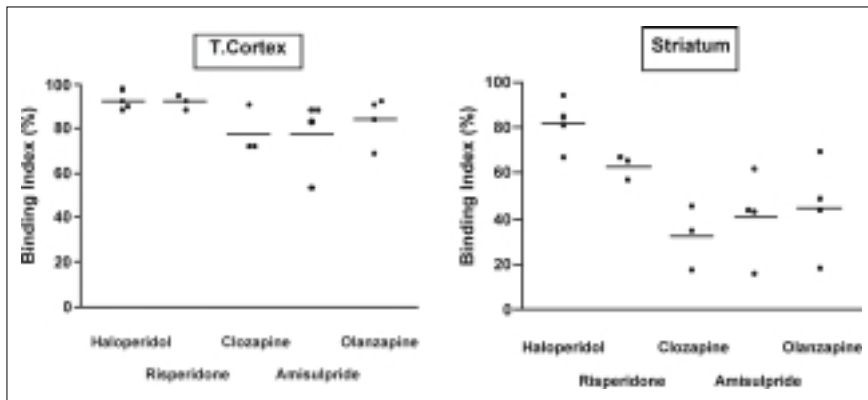 T.Cortex
Binding Index (%)
100
80
60
40
20
0
Haloperidol
Clozapine
Olanzapine
Risperidone
Amisulpride
Striatum
Binding Index (%)
100
80
60
40
20
0
Haloperidol
Clozapine
Olanzapine
Risperidone
Amisulpride